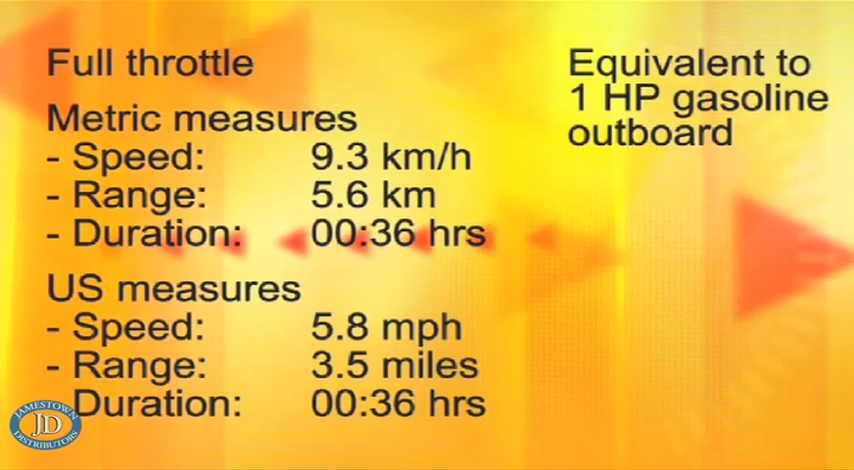 Full throttle
Metric measures
- Speed: 9.3 km/h
- Range: 5.6 km
- Duration: 00:36 hrs
US measures
- Speed: 5.8 mph
- Range: 3.5 miles
Duration: 00:36 hrs
Equivalent to
1 HP gasoline
outboard
JAMESTOWN
JD
DISTRIBUTORS